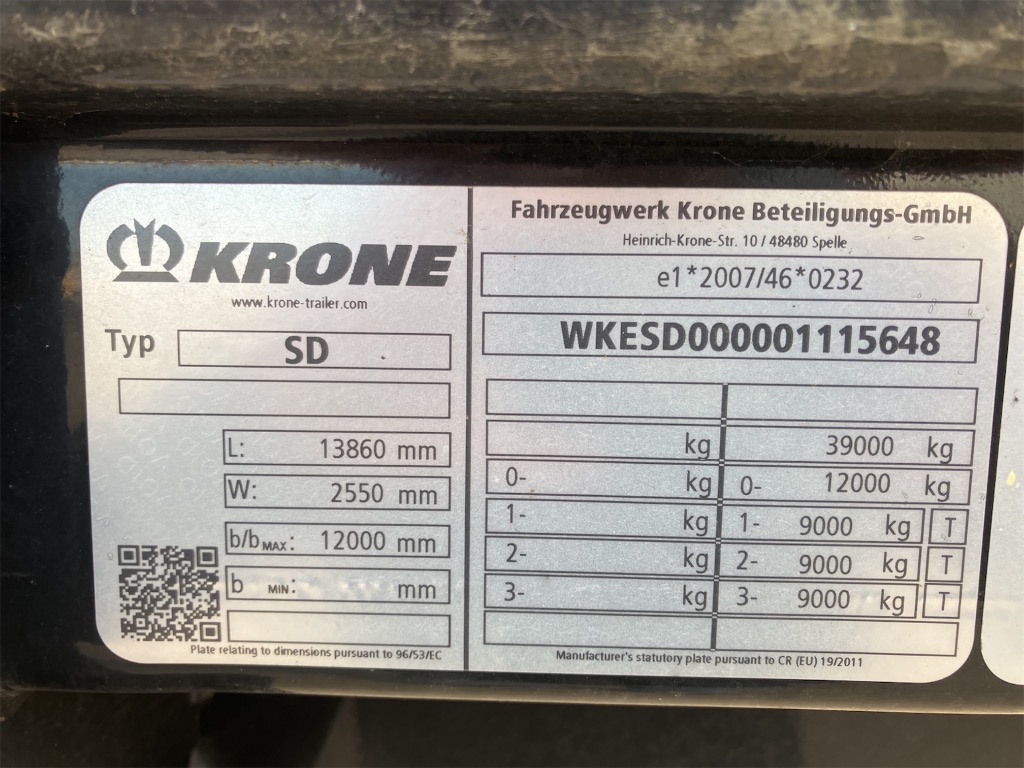 KRONE
www.krone-trailer.com
Typ SD
L: 13860 mm
W: 2550 mm
b/b MAX: 12000 mm
b MIN: mm
Plate relating to dimensions pursuant to 96/53/EC
Fahrzeugwerk Krone Beteiligungs-GmbH
Heinrich-Krone-Str. 10 / 48480 Spelle
e1*2007/46*0232
WKESD000001115648
kg 39000 kg
0- kg 0- 12000 kg
1- kg 1- 9000 kg T
2- kg 2- 9000 kg T
3- kg 3- 9000 kg T
Manufacturer's statutory plate pursuant to CR (EU) 19/2011